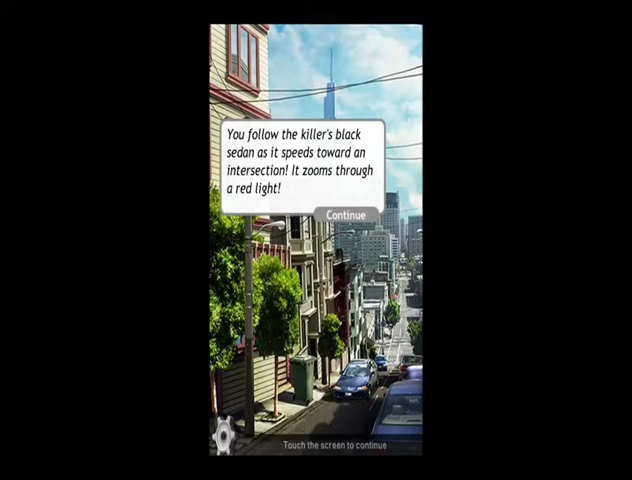 You follow the killer's black
sedan as it speeds toward an
intersection! It zooms through
a red light!
Continue
Touch the screen to continue